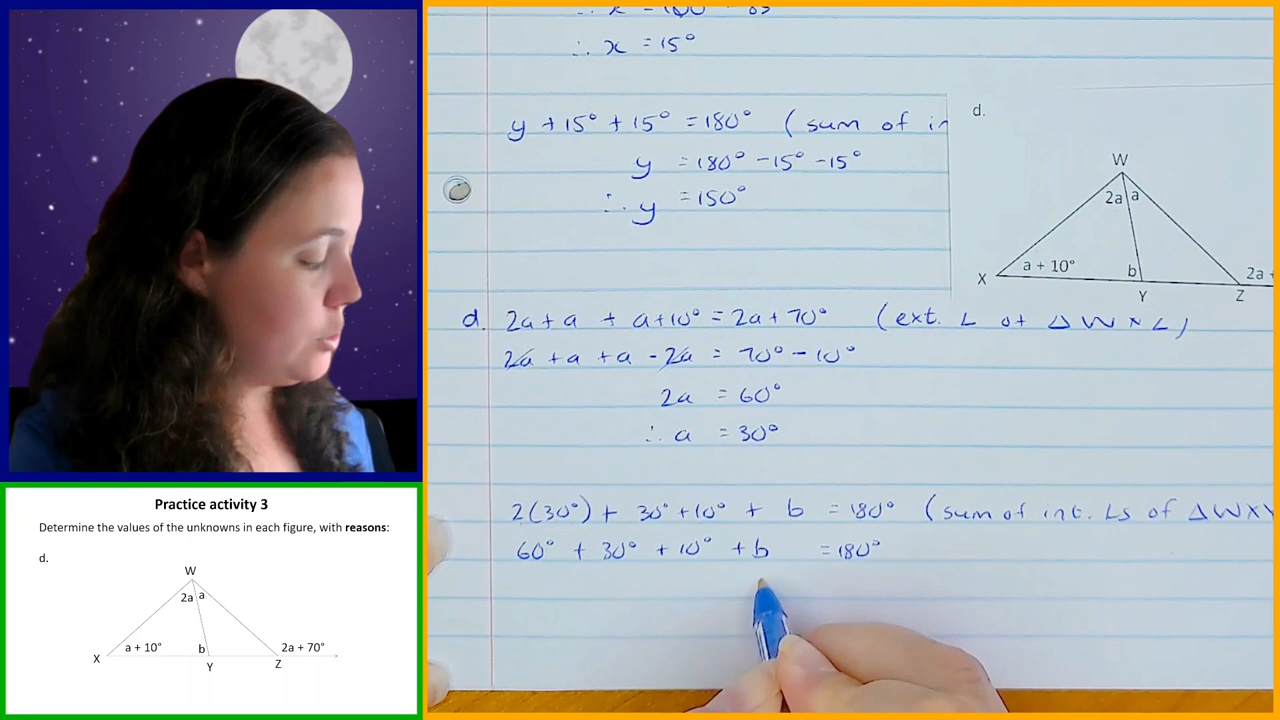 ∴ x = 15°
y + 15° + 15° = 180° ( sum of in
y = 180° - 15° - 15°
∴ y = 150°
d.
W
2a a
a + 10° b 2a +
X Y Z
d. 2a + a + a + 10° = 2a + 70° (ext. ∠ of Δ WXZ)
2a + a + a - 2a = 70° - 10°
2a = 60°
∴ a = 30°
2(30°) + 30° + 10° + b = 180° (sum of int. ∠s of Δ WXY
60° + 30° + 10° + b = 180°
Practice activity 3
Determine the values of the unknowns in each figure, with reasons:
d.
W
2a a
a + 10° b 2a + 70°
X Y Z